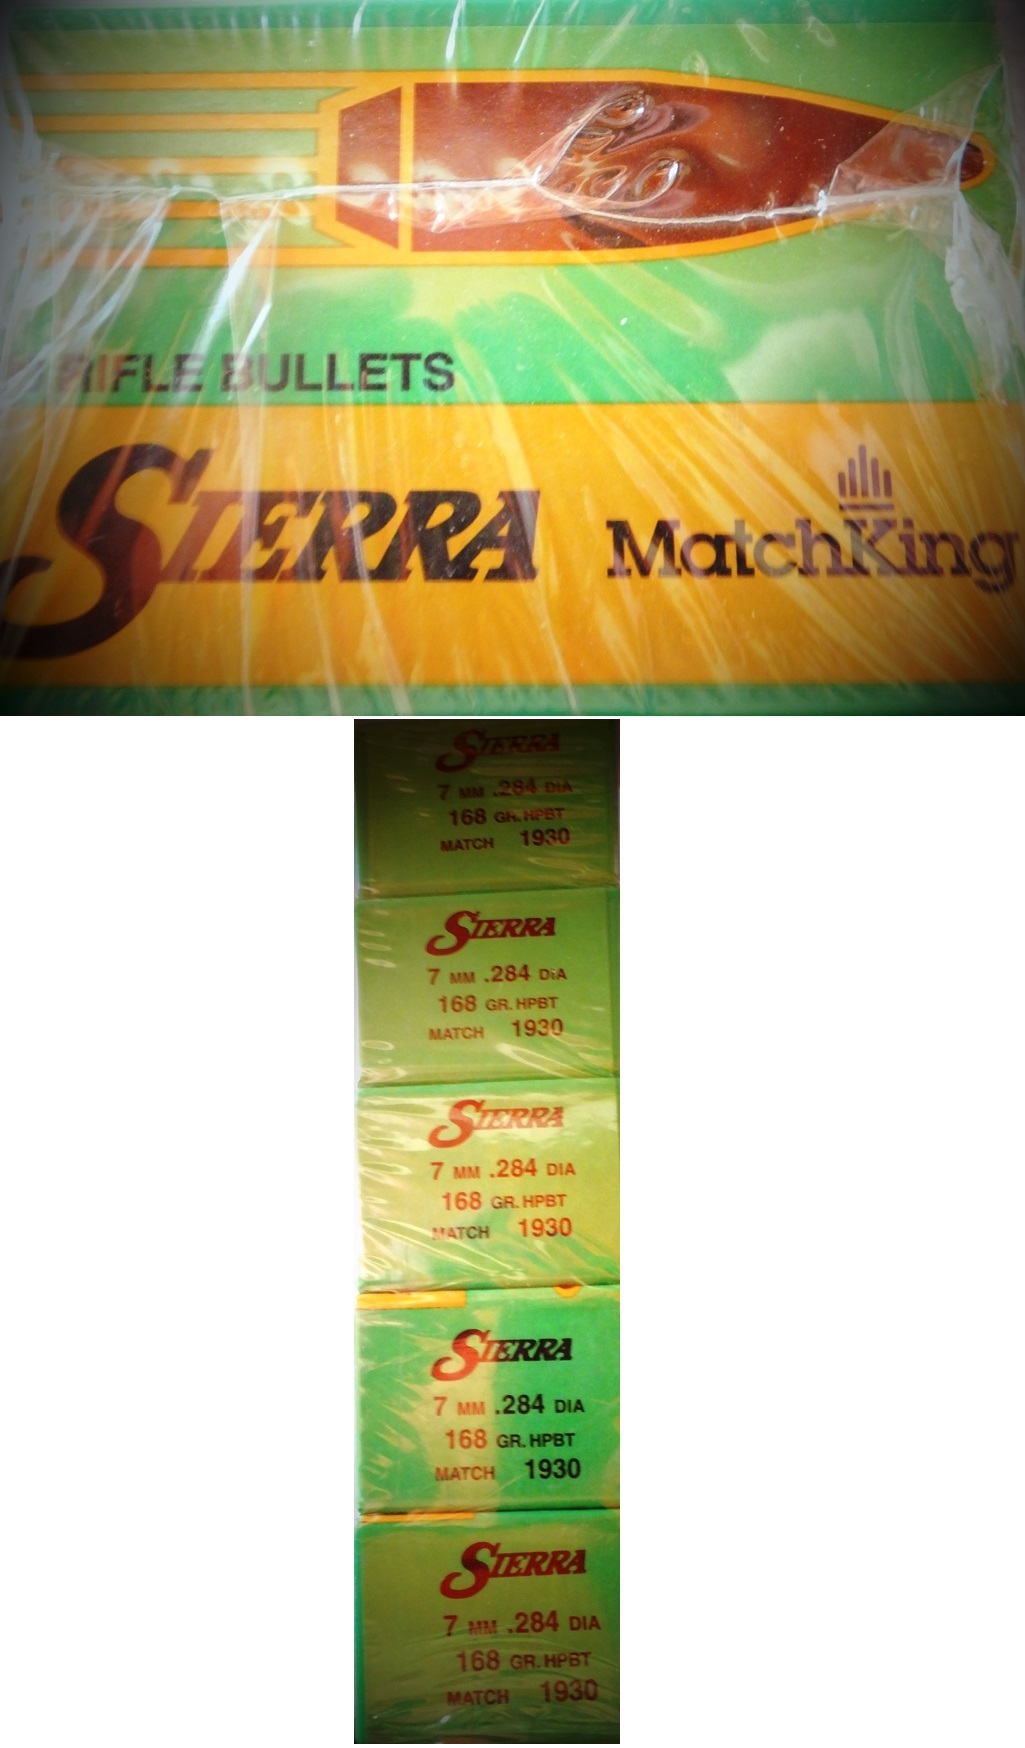 RIFLE BULLETS
SIERRA MatchKing
SIERRA
7 MM .284 DIA
168 GR. HPBT
MATCH 1930
SIERRA
7 MM .284 DIA
168 GR. HPBT
MATCH 1930
SIERRA
7 MM .284 DIA
168 GR. HPBT
MATCH 1930
SIERRA
7 MM .284 DIA
168 GR. HPBT
MATCH 1930
SIERRA
7 MM .284 DIA
168 GR. HPBT
MATCH 1930